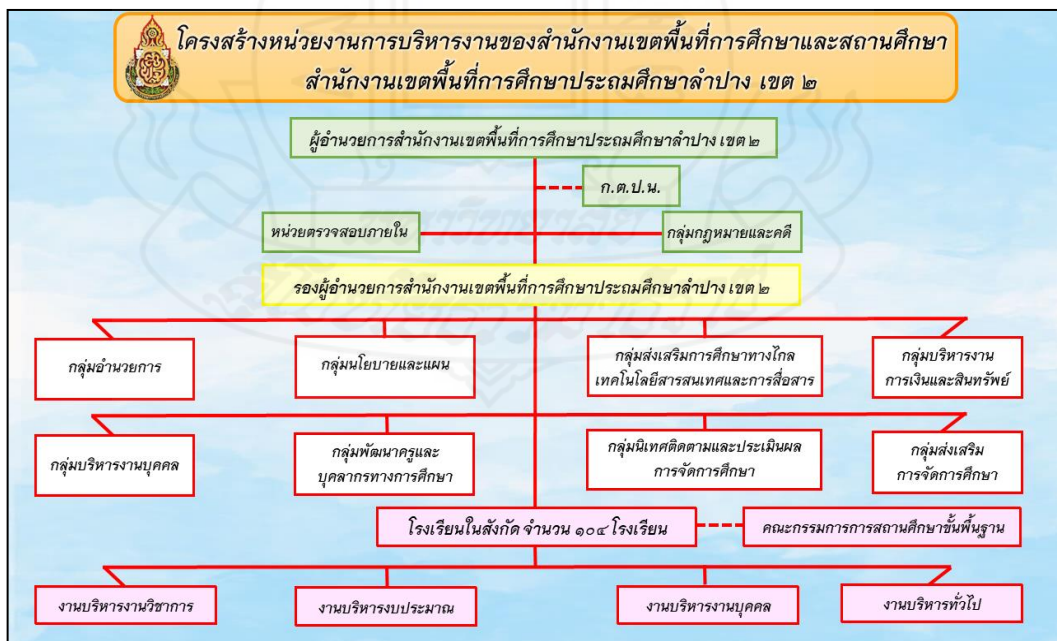 โครงสร้างหน่วยงานการบริหารงานของสำนักงานเขตพื้นที่การศึกษาและสถานศึกษา
สำนักงานเขตพื้นที่การศึกษาประถมศึกษาลำปาง เขต ๒
ผู้อำนวยการสำนักงานเขตพื้นที่การศึกษาประถมศึกษาลำปาง เขต ๒
ก.ต.ป.น.
หน่วยตรวจสอบภายใน
กลุ่มกฎหมายและคดี
รองผู้อำนวยการสำนักงานเขตพื้นที่การศึกษาประถมศึกษาลำปาง เขต ๒
กลุ่มอำนวยการ
กลุ่มนโยบายและแผน
กลุ่มส่งเสริมการศึกษาทางไกล
เทคโนโลยีสารสนเทศและการสื่อสาร
กลุ่มบริหารงาน
การเงินและสินทรัพย์
กลุ่มบริหารงานบุคคล
กลุ่มพัฒนาครูและ
บุคลากรทางการศึกษา
กลุ่มนิเทศติดตามและประเมินผล
การจัดการศึกษา
กลุ่มส่งเสริม
การจัดการศึกษา
โรงเรียนในสังกัด จำนวน ๑๐๔ โรงเรียน
คณะกรรมการการสถานศึกษาขั้นพื้นฐาน
งานบริหารงานวิชาการ
งานบริหารงบประมาณ
งานบริหารงานบุคคล
งานบริหารทั่วไป